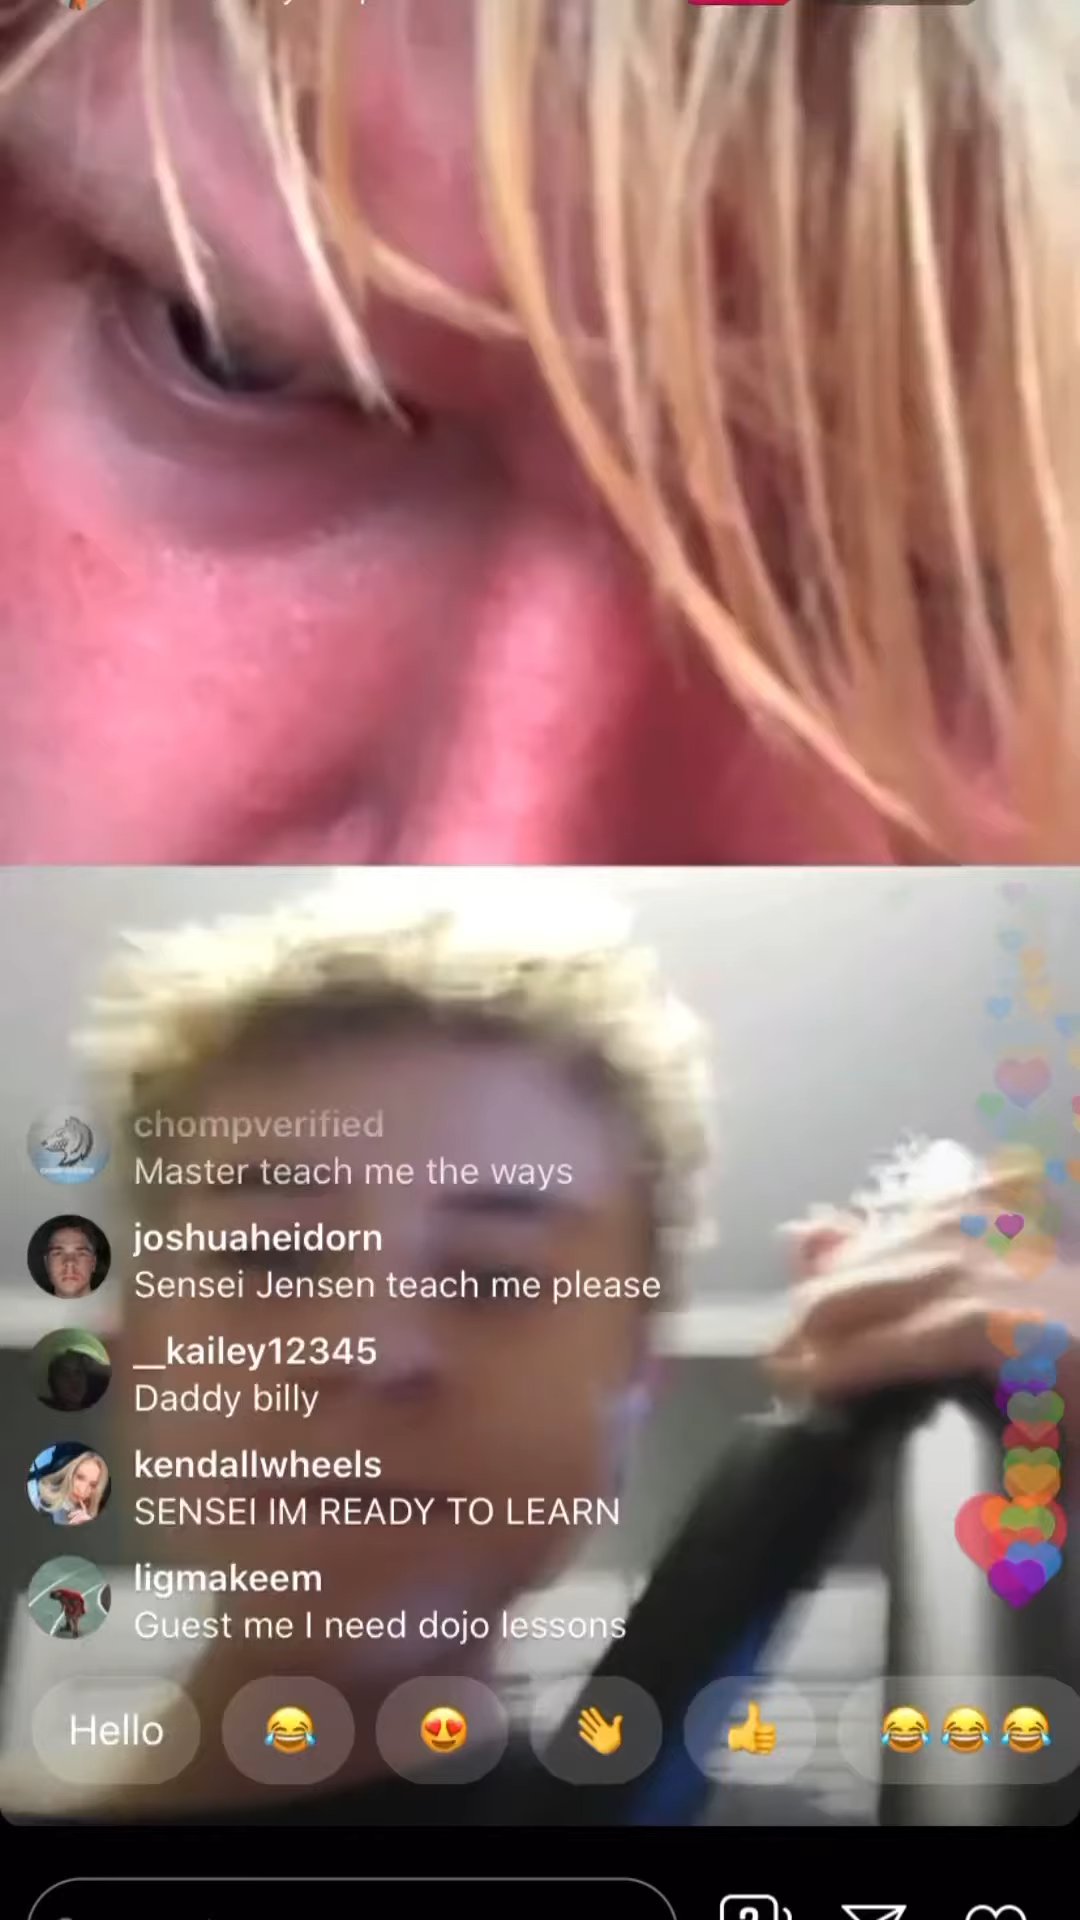 chompverified
Master teach me the ways
joshuaheidorn
Sensei Jensen teach me please
__kailey12345
Daddy billy
kendallwheels
SENSEI IM READY TO LEARN
ligmakeem
Guest me I need dojo lessons
Hello